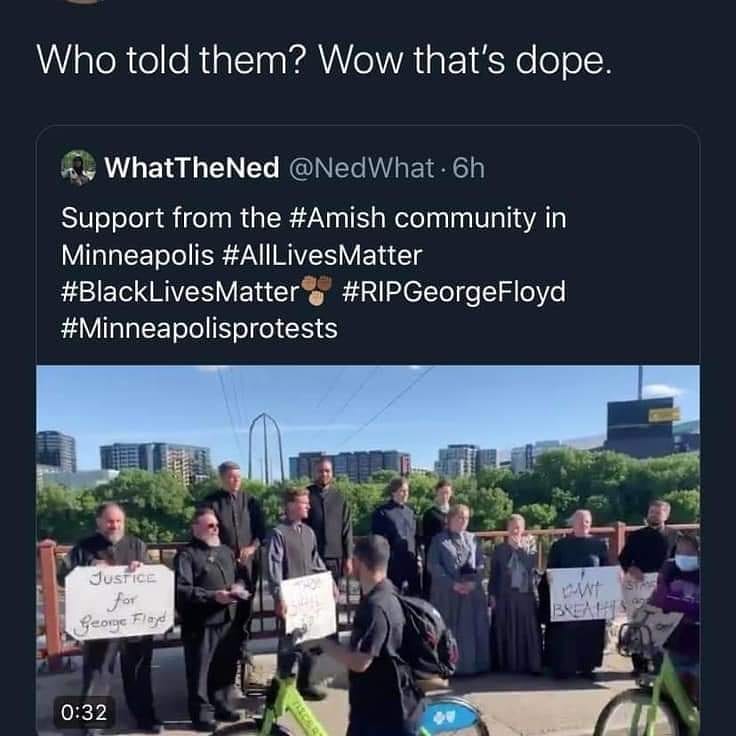 Who told them? Wow that's dope.
WhatTheNed @NedWhat · 6h
Support from the #Amish community in
Minneapolis #AllLivesMatter
#BlackLivesMatter #RIPGeorgeFloyd
#Minneapolisprotests
JUSTICE
for
George Floyd
BREATHE
0:32